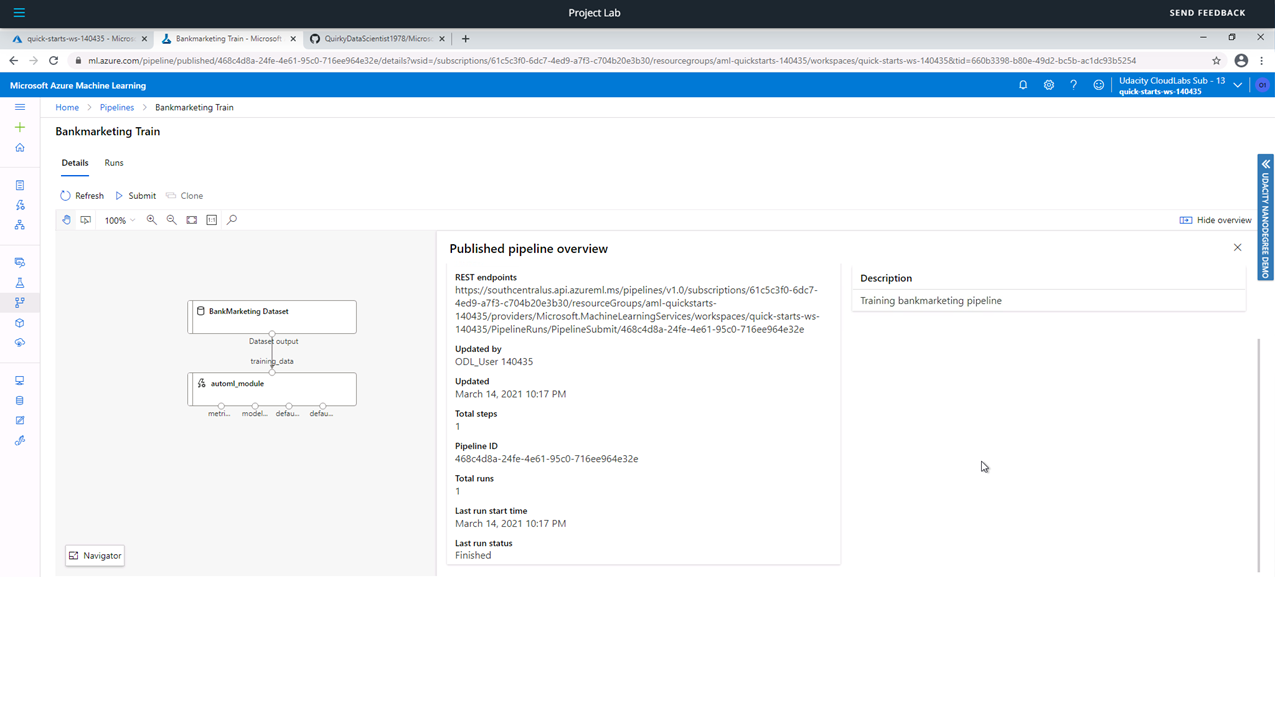 Project Lab
SEND FEEDBACK
quick-starts-ws-140435 - Micros
Bankmarketing Train - Microsoft
QuirkyDataScientist1978/Microso
ml.azure.com/pipeline/published/468c4d8a-24fe-4e61-95c0-716ee964e32e/details?wsid=/subscriptions/61c5c3f0-6dc7-4ed9-a7f3-c704b20e3b30/resourcegroups/aml-quickstarts-140435/workspaces/quick-starts-ws-140435&tid=660b3398-b80e-49d2-bc5b-ac1dc93b5254
Microsoft Azure Machine Learning
Udacity CloudLabs Sub - 13
quick-starts-ws-140435
OI
Home > Pipelines > Bankmarketing Train
Bankmarketing Train
Details Runs
Refresh Submit Clone
100%
1:1
Hide overview
UDACITY NANODEGREE DEMO
BankMarketing Dataset
Dataset output
training_data
automl_module
metri... model... defau... defau...
Navigator
Published pipeline overview
REST endpoints
https://southcentralus.api.azureml.ms/pipelines/v1.0/subscriptions/61c5c3f0-6dc7-
4ed9-a7f3-c704b20e3b30/resourceGroups/aml-quickstarts-
140435/providers/Microsoft.MachineLearningServices/workspaces/quick-starts-ws-
140435/PipelineRuns/PipelineSubmit/468c4d8a-24fe-4e61-95c0-716ee964e32e
Updated by
ODL_User 140435
Updated
March 14, 2021 10:17 PM
Total steps
1
Pipeline ID
468c4d8a-24fe-4e61-95c0-716ee964e32e
Total runs
1
Last run start time
March 14, 2021 10:17 PM
Last run status
Finished
Description
Training bankmarketing pipeline